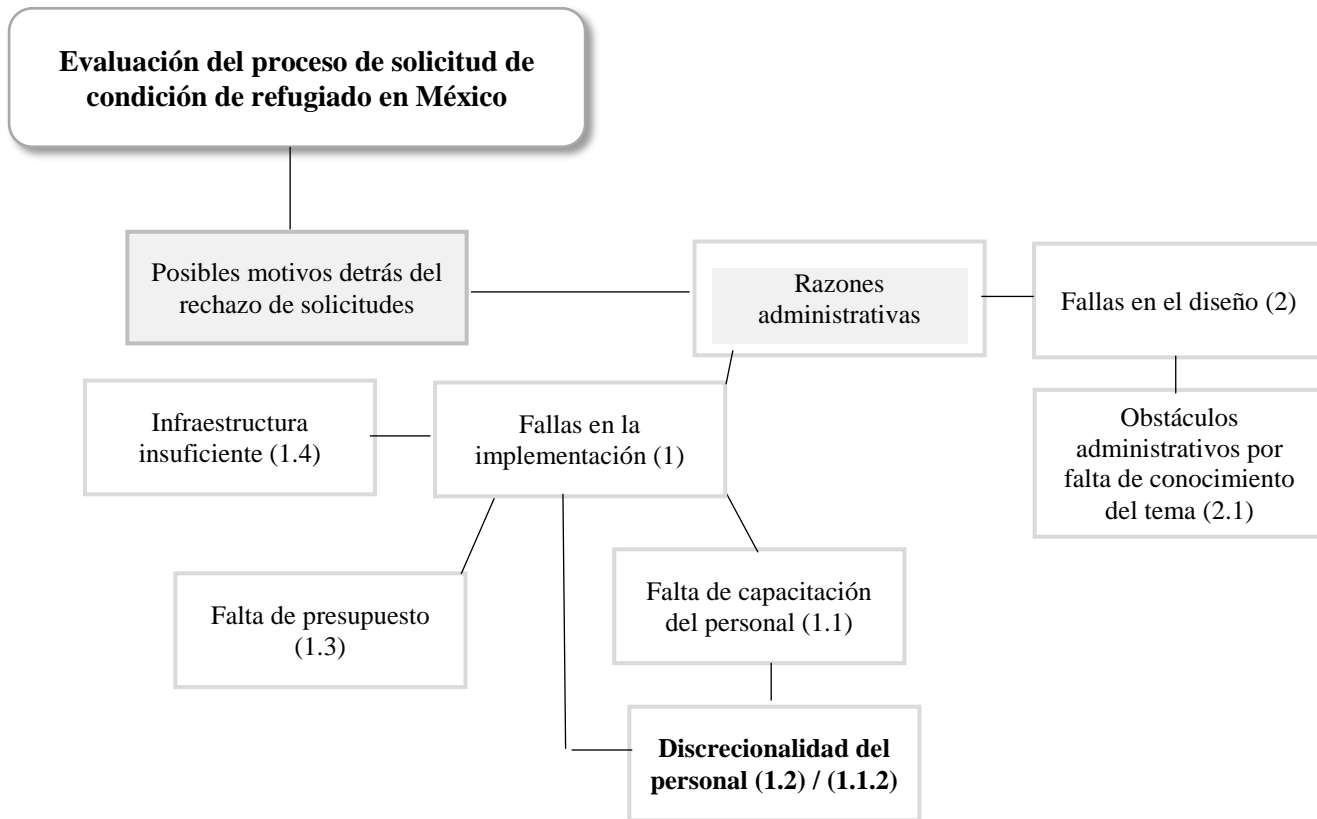 Evaluación del proceso de solicitud de
condición de refugiado en México
Posibles motivos detrás del
rechazo de solicitudes
Razones
administrativas
Fallas en el diseño (2)
Infraestructura
insuficiente (1.4)
Fallas en la
implementación (1)
Obstáculos
administrativos por
falta de conocimiento
del tema (2.1)
Falta de presupuesto
(1.3)
Falta de capacitación
del personal (1.1)
Discrecionalidad del
personal (1.2) / (1.1.2)